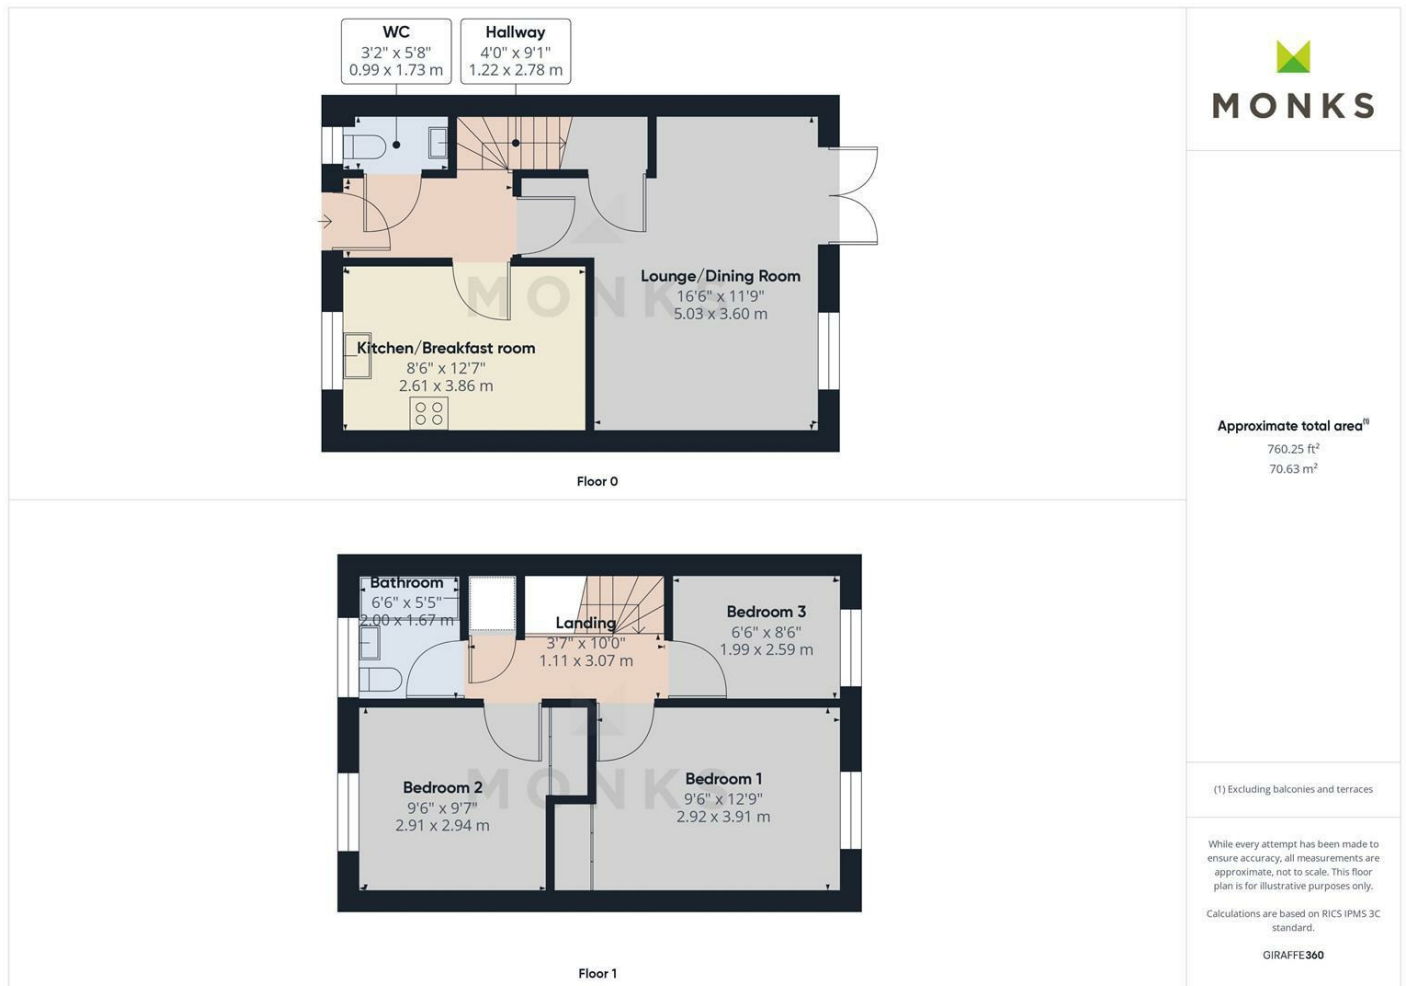 WC
3'2" x 5'8"
0.99 x 1.73 m
Hallway
4'0" x 9'1"
1.22 x 2.78 m
MONKS
Lounge/Dining Room
16'6" x 11'9"
5.03 x 3.60 m
MONKS
Kitchen/Breakfast room
8'6" x 12'7"
2.61 x 3.86 m
Floor 0
Approximate total area(1)
760.25 ft²
70.63 m²
Bathroom
6'6" x 5'5"
2.00 x 1.67 m
Landing
3'7" x 10'0"
1.11 x 3.07 m
Bedroom 3
6'6" x 8'6"
1.99 x 2.59 m
Bedroom 2
9'6" x 9'7"
2.91 x 2.94 m
MONKS
Bedroom 1
9'6" x 12'9"
2.92 x 3.91 m
Floor 1
(1) Excluding balconies and terraces
While every attempt has been made to
ensure accuracy, all measurements are
approximate, not to scale. This floor
plan is for illustrative purposes only.
Calculations are based on RICS IPMS 3C
standard.
GIRAFFE360